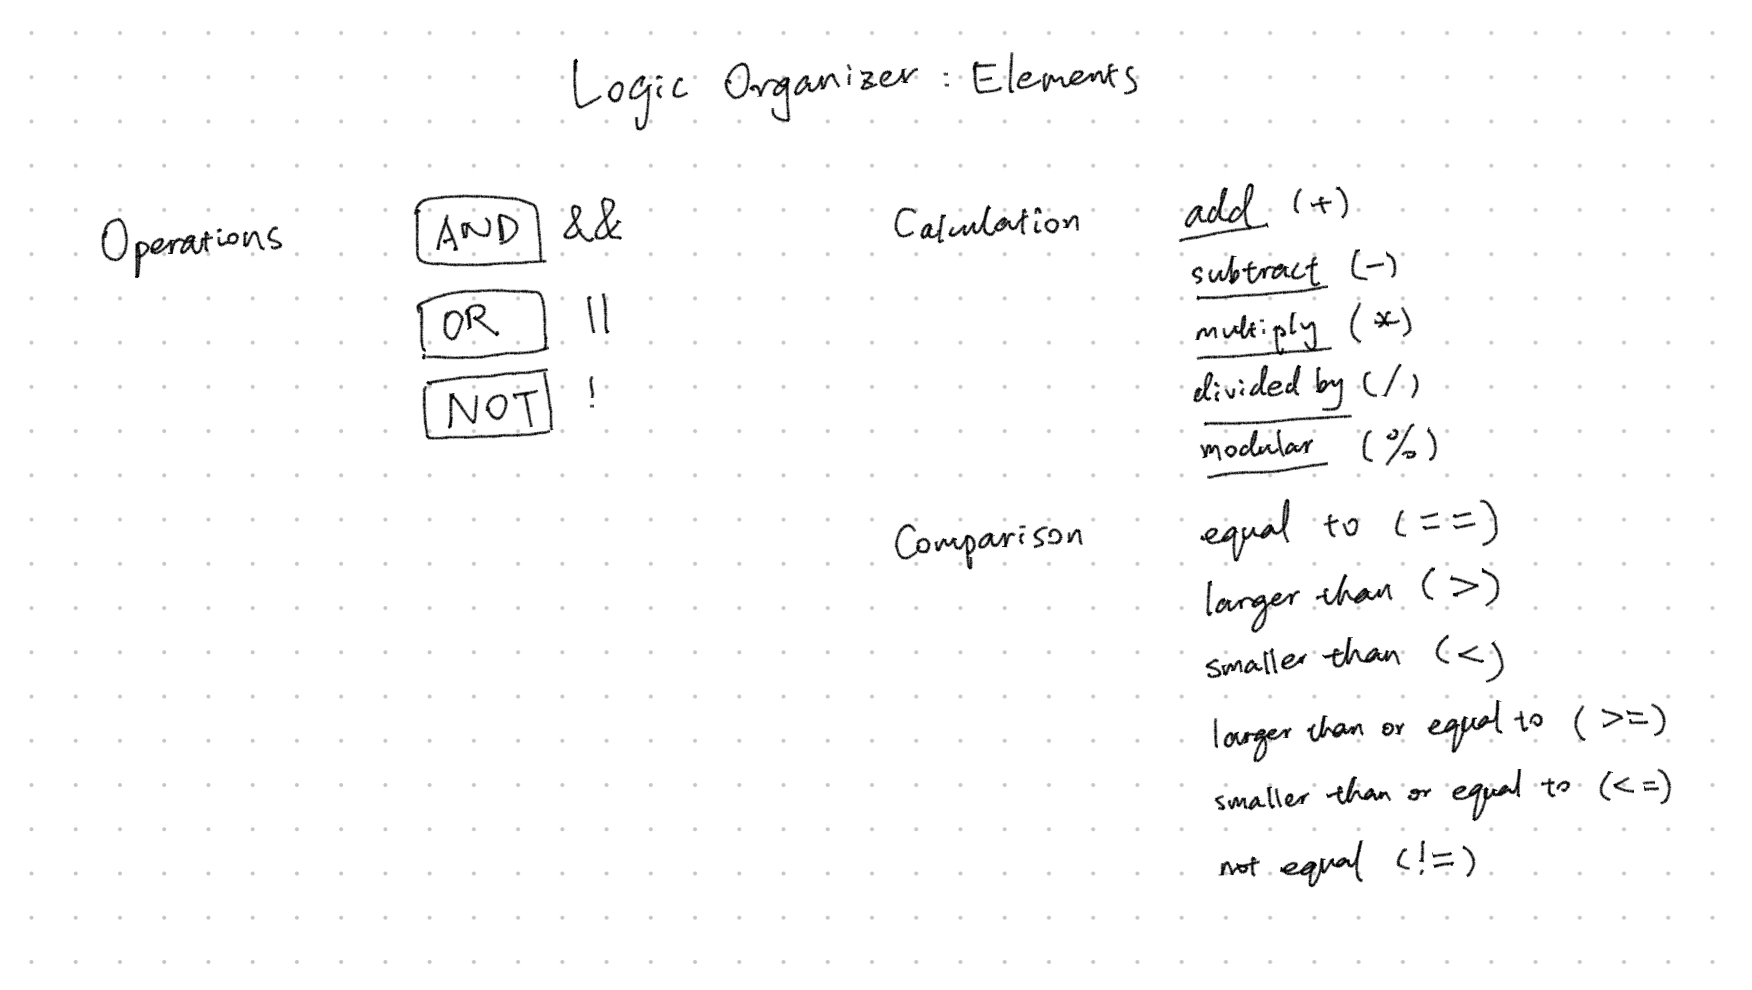 Logic Organizer : Elements
Operations
AND &&
OR ||
NOT !
Calculation
add (+)
subtract (-)
multiply (*)
divided by (/)
modular (%)
Comparison
equal to (==)
larger than (>)
smaller than (<)
larger than or equal to (>=)
smaller than or equal to (<=)
not equal (!=)